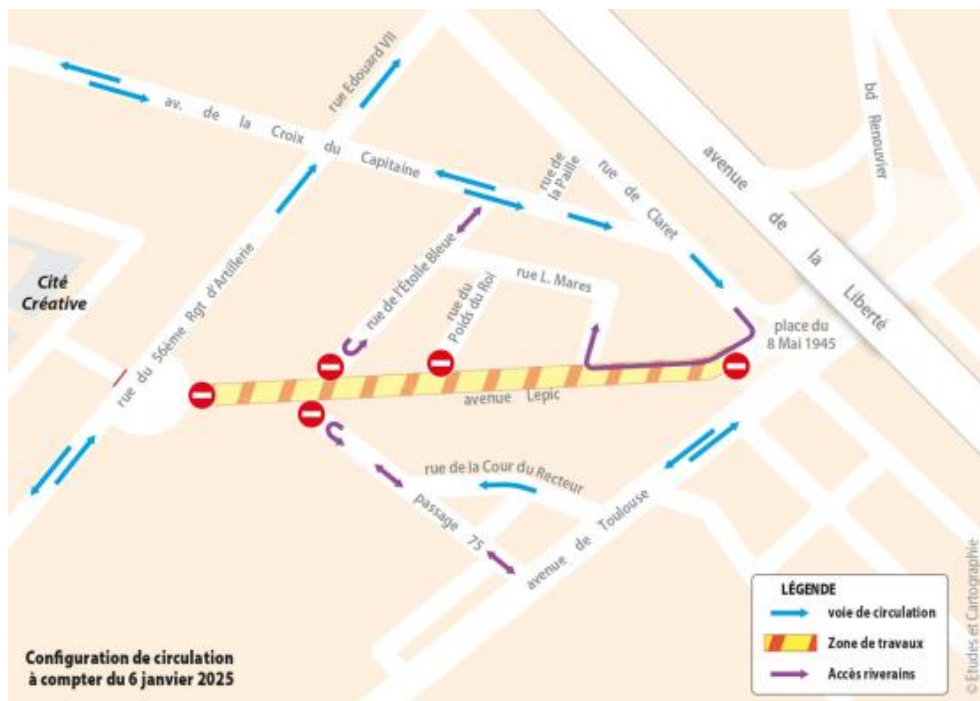 rue Edouard VII
av. de la Croix du Capitaine
rue de
la Paille
rue de Claret
avenue de la Liberté
bd Renouvier
Cité
Créative
rue du 56ème Rgt d'Artillerie
rue de l'Étoile Bleue
rue du
Poids du Roi
rue L. Mares
place du
8 Mai 1945
avenue Lepic
rue de la Cour du Recteur
passage 75
avenue de Toulouse
LÉGENDE
voie de circulation
Zone de travaux
Accès riverains
Configuration de circulation
à compter du 6 janvier 2025
© Etudes et Cartographie